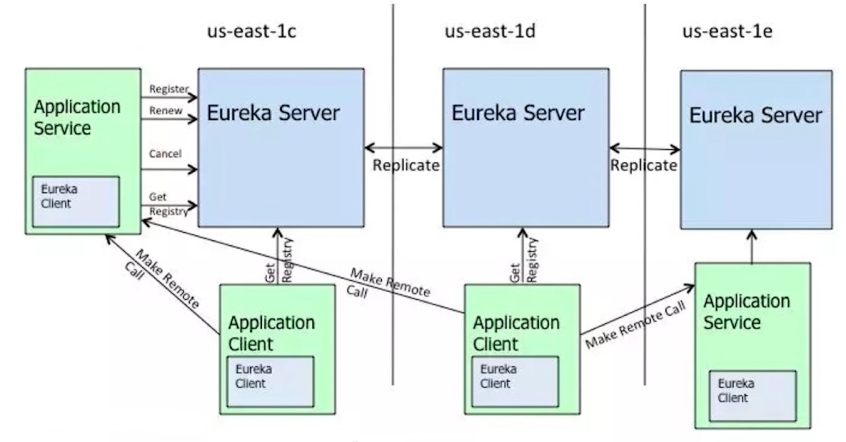 us-east-1c
us-east-1d
us-east-1e
Application
Service
Eureka
Client
Register
Renew
Cancel
Get
Registry
Eureka Server
Replicate
Eureka Server
Replicate
Eureka Server
Make Remote
Call
Get
Registry
Make Remote
Call
Get
Registry
Make Remote Call
Application
Client
Eureka
Client
Application
Client
Eureka
Client
Application
Service
Eureka
Client